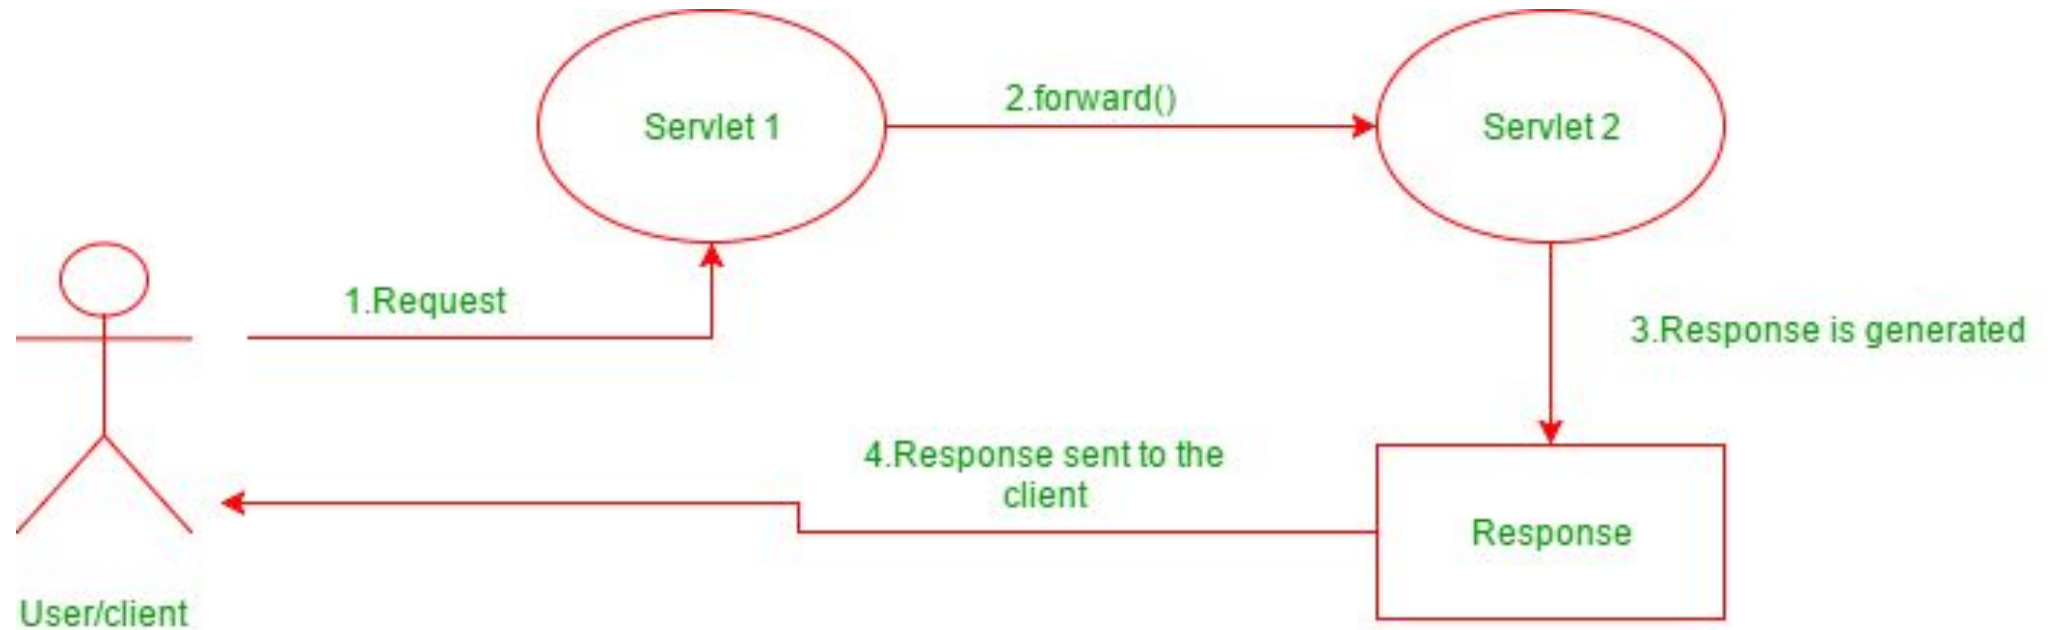 Servlet 1
2.forward()
Servlet 2
1.Request
3.Response is generated
4.Response sent to the
client
Response
User/client